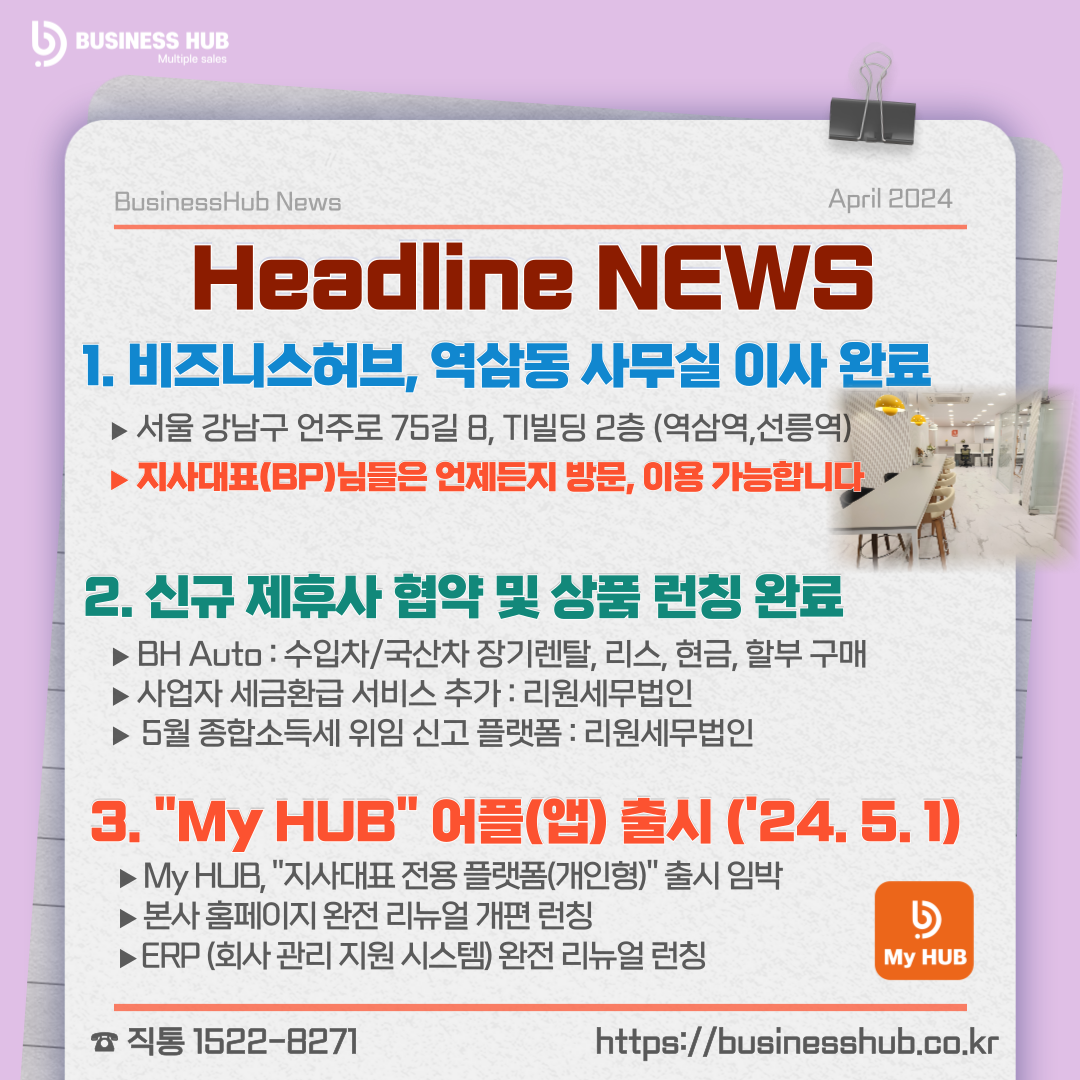 BUSINESS HUB
Multiple sales
BusinessHub News
April 2024
Headline NEWS
1. 비즈니스허브, 역삼동 사무실 이사 완료
▶ 서울 강남구 언주로 75길 8, TI빌딩 2층 (역삼역,선릉역)
▶ 지사대표(BP)님들은 언제든지 방문, 이용 가능합니다
2. 신규 제휴사 협약 및 상품 런칭 완료
▶ BH Auto : 수입차/국산차 장기렌탈, 리스, 현금, 할부 구매
▶ 사업자 세금환급 서비스 추가 : 리원세무법인
▶ 5월 종합소득세 위임 신고 플랫폼 : 리원세무법인
3. "My HUB" 어플(앱) 출시 ('24. 5. 1)
▶ My HUB, "지사대표 전용 플랫폼(개인형)" 출시 임박
▶ 본사 홈페이지 완전 리뉴얼 개편 런칭
▶ ERP (회사 관리 지원 시스템) 완전 리뉴얼 런칭
My HUB
☎ 직통 1522-8271
https://businesshub.co.kr